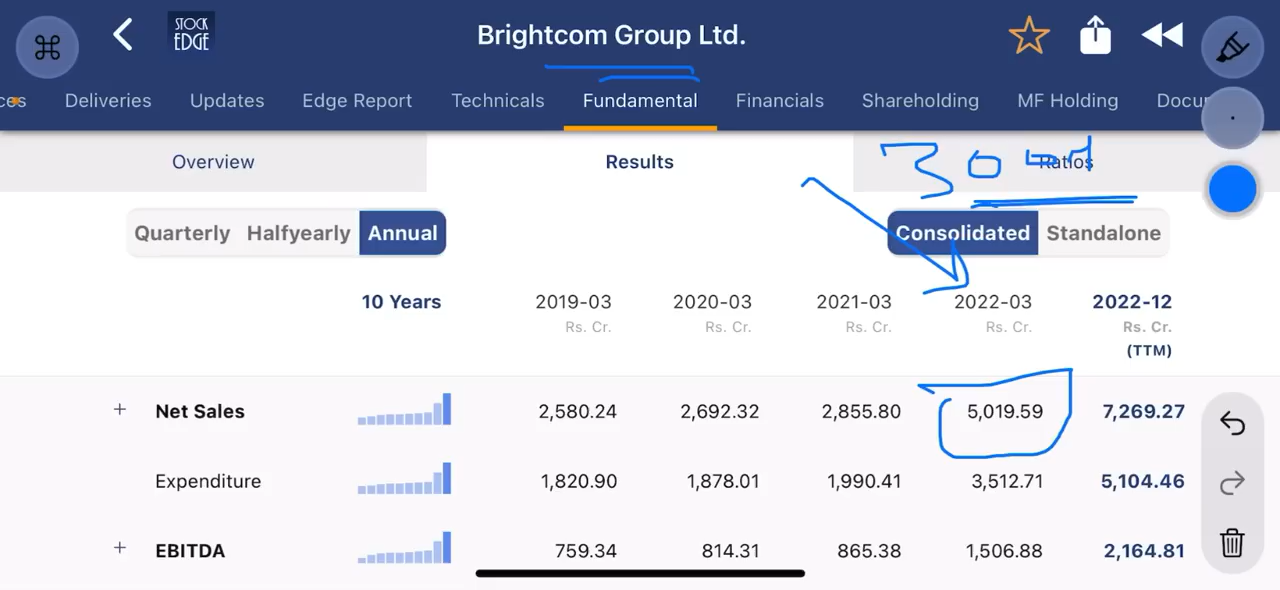 STOCK EDGE
Brightcom Group Ltd.
Deliveries Updates Edge Report Technicals Fundamental Financials Shareholding MF Holding
Overview Results Ratios
Quarterly Halfyearly Annual Consolidated Standalone
10 Years 2019-03 2020-03 2021-03 2022-03 2022-12
Rs. Cr. Rs. Cr. Rs. Cr. Rs. Cr. Rs. Cr.
(TTM)
+ Net Sales 2,580.24 2,692.32 2,855.80 5,019.59 7,269.27
Expenditure 1,820.90 1,878.01 1,990.41 3,512.71 5,104.46
+ EBITDA 759.34 814.31 865.38 1,506.88 2,164.81